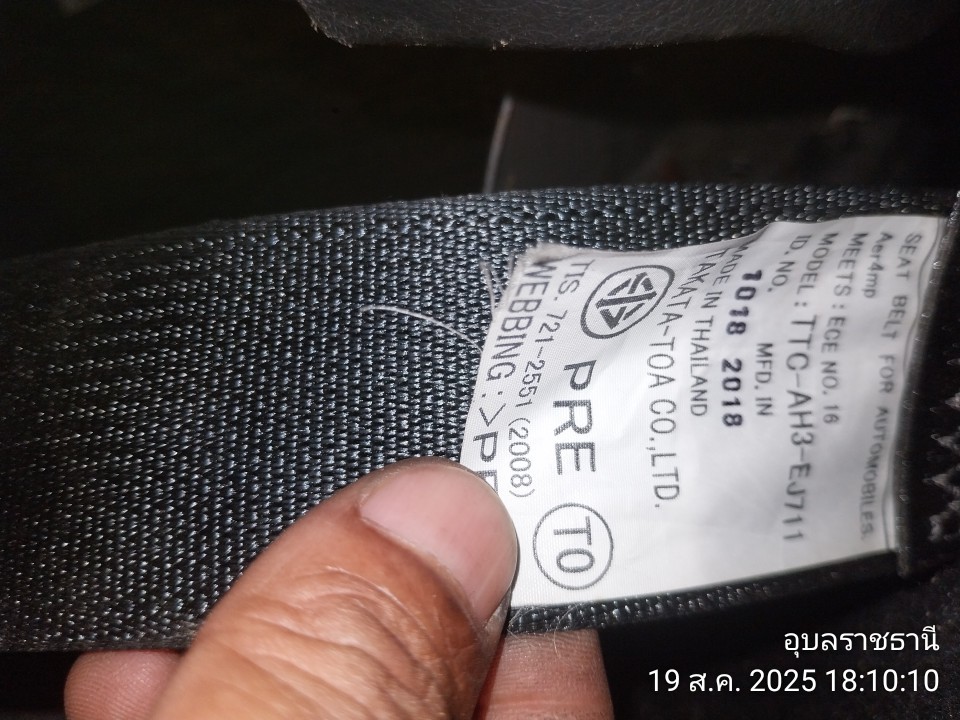 SEAT BELT FOR AUTOMOBILES.
Aer4mp
MEETS : ECE NO. 16
MODEL : TTC-AH3-EJ711
ID. NO.
1018 2018
MFD. IN
MADE IN THAILAND
TAKATA-TOA CO.,LTD.
PRE TO
TIS. 721-2551 (2008)
WEBBING : >P
อุบลราชธานี
19 ส.ค. 2025 18:10:10